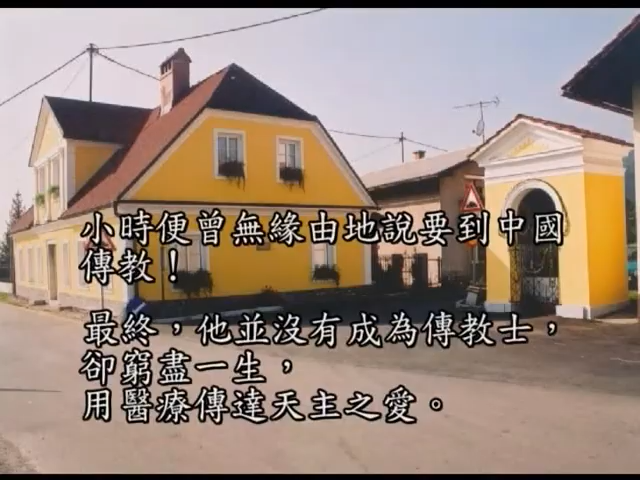 小時便曾無緣由地說要到中國
傳教！
最終，他並沒有成為傳教士，
卻窮盡一生，
用醫療傳達天主之愛。